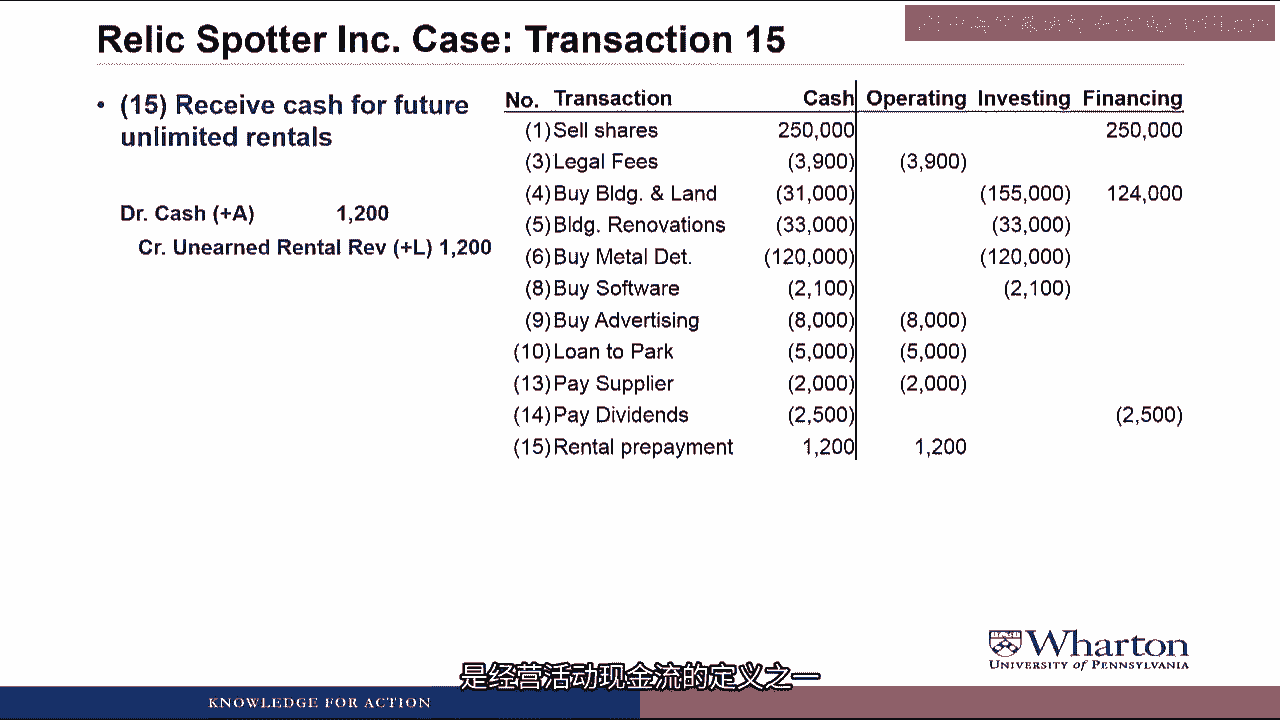 Relic Spotter Inc. Case: Transaction 15
• (15) Receive cash for future
unlimited rentals
Dr. Cash (+A) 1,200
Cr. Unearned Rental Rev (+L) 1,200
No. Transaction Cash Operating Investing Financing
(1) Sell shares 250,000 250,000
(3) Legal Fees (3,900) (3,900)
(4) Buy Bldg. & Land (31,000) (155,000) 124,000
(5) Bldg. Renovations (33,000) (33,000)
(6) Buy Metal Det. (120,000) (120,000)
(8) Buy Software (2,100) (2,100)
(9) Buy Advertising (8,000) (8,000)
(10) Loan to Park (5,000) (5,000)
(13) Pay Supplier (2,000) (2,000)
(14) Pay Dividends (2,500) (2,500)
(15) Rental prepayment 1,200 1,200
Wharton
UNIVERSITY of PENNSYLVANIA
是经营活动现金流的定义之一
KNOWLEDGE FOR ACTION